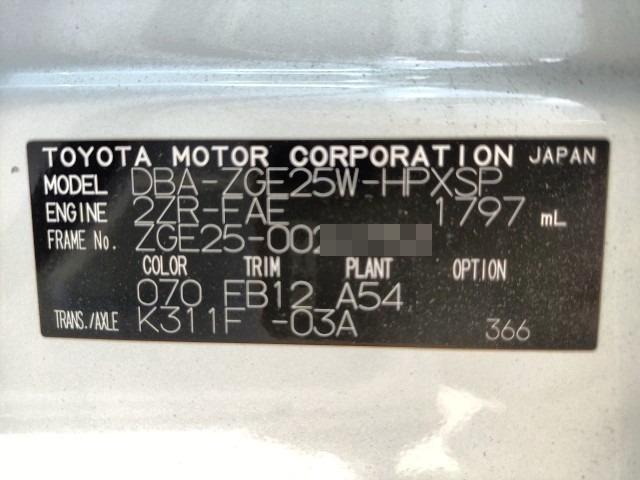 TOYOTA MOTOR CORPORATION JAPAN
MODEL DBA-ZGE25W-HPXSP
ENGINE 2ZR-FAE 1797 mL
FRAME No. ZGE25-002
COLOR TRIM PLANT OPTION
070 FB12 A54
TRANS./AXLE K311F -03A 366